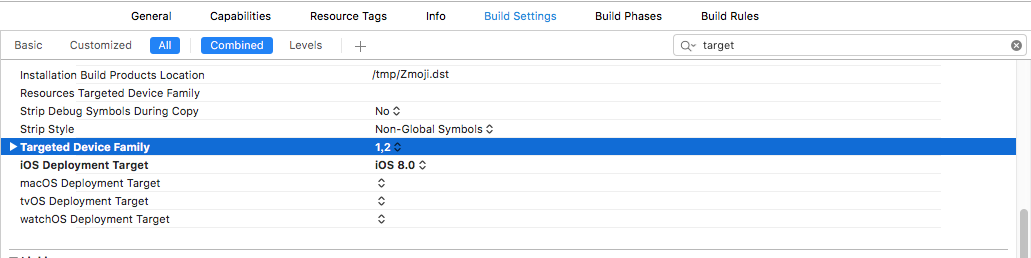 General Capabilities Resource Tags Info Build Settings Build Phases Build Rules
Basic Customized All Combined Levels + target
Installation Build Products Location /tmp/Zmoji.dst
Resources Targeted Device Family
Strip Debug Symbols During Copy No
Strip Style Non-Global Symbols
Targeted Device Family 1,2
iOS Deployment Target iOS 8.0
macOS Deployment Target
tvOS Deployment Target
watchOS Deployment Target